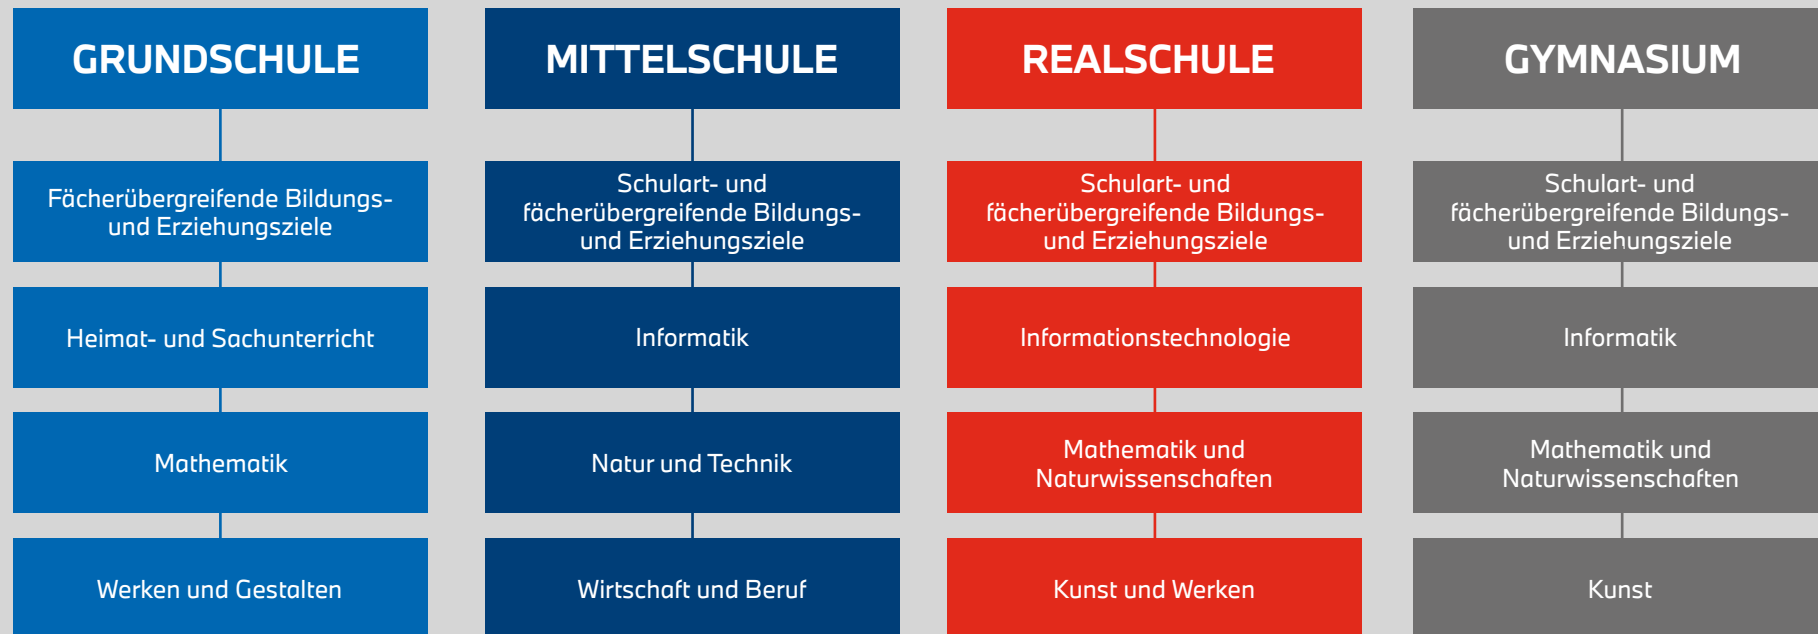 GRUNDSCHULE
Fächerübergreifende Bildungs-
und Erziehungsziele
Heimat- und Sachunterricht
Mathematik
Werken und Gestalten
MITTELSCHULE
Schulart- und
fächerübergreifende Bildungs-
und Erziehungsziele
Informatik
Natur und Technik
Wirtschaft und Beruf
REALSCHULE
Schulart- und
fächerübergreifende Bildungs-
und Erziehungsziele
Informationstechnologie
Mathematik und
Naturwissenschaften
Kunst und Werken
GYMNASIUM
Schulart- und
fächerübergreifende Bildungs-
und Erziehungsziele
Informatik
Mathematik und
Naturwissenschaften
Kunst